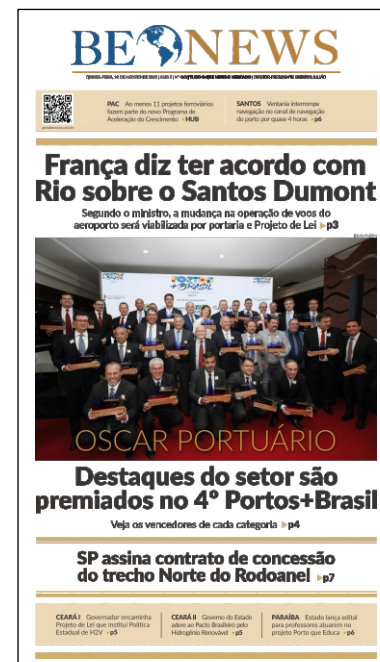 BE NEWS
PAC Ao menos 11 projetos ferroviários
fazem parte do novo Programa de
Aceleração do Crescimento ▸HUB
SANTOS Ventania interrompe
navegação no canal de navegação
do porto por quase 4 horas ▸p6
França diz ter acordo com
Rio sobre o Santos Dumont
Segundo o ministro, a mudança na operação de voos do
aeroporto será viabilizada por portaria e Projeto de Lei ▸p3
PORTOS
+BRASIL
OSCAR PORTUÁRIO
Destaques do setor são
premiados no 4º Portos+Brasil
Veja os vencedores de cada categoria ▸p4
SP assina contrato de concessão
do trecho Norte do Rodoanel ▸p7
CEARÁ I Governador encaminha
Projeto de Lei que institui Política
Estadual de H2V ▸p5
CEARÁ II Governo do Estado
adere ao Pacto Brasileiro pelo
Hidrogênio Renovável ▸p5
PARAÍBA Estado lança edital
para professores atuarem no
projeto Porto que Educa ▸p6